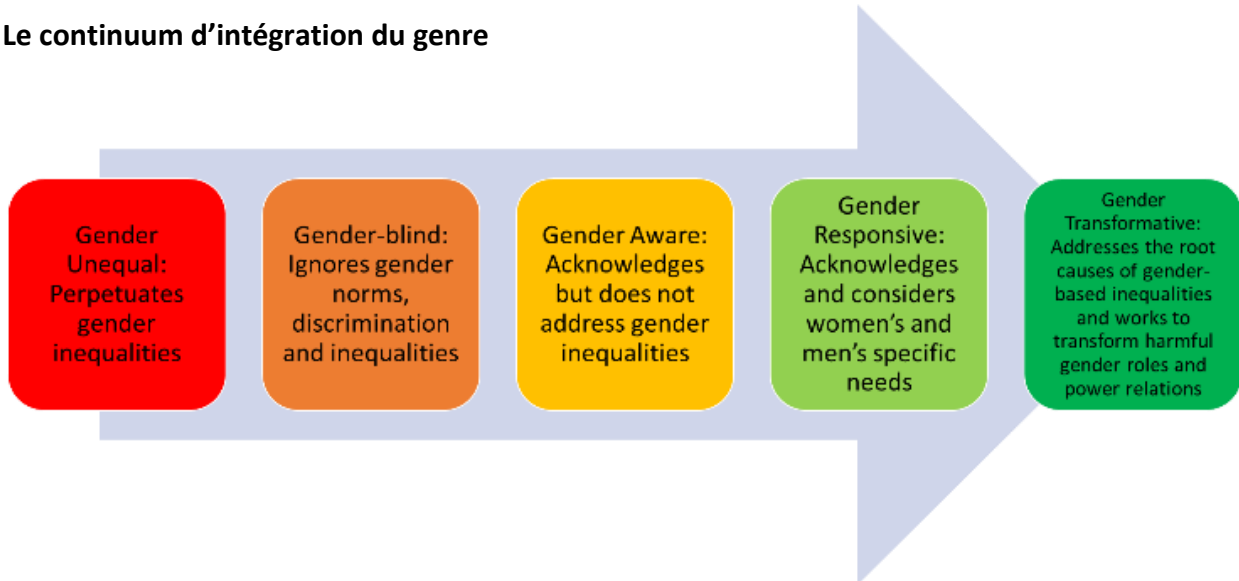 Le continuum d’intégration du genre
Gender
Unequal:
Perpetuates
gender
inequalities
Gender-blind:
Ignores gender
norms,
discrimination
and inequalities
Gender Aware:
Acknowledges
but does not
address gender
inequalities
Gender
Responsive:
Acknowledges
and considers
women’s and
men’s specific
needs
Gender
Transformative:
Addresses the root
causes of gender-
based inequalities
and works to
transform harmful
gender roles and
power relations